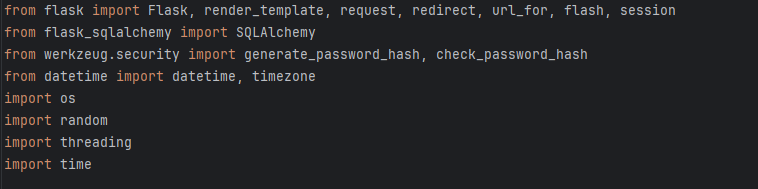 from flask import Flask, render_template, request, redirect, url_for, flash, session
from flask_sqlalchemy import SQLAlchemy
from werkzeug.security import generate_password_hash, check_password_hash
from datetime import datetime, timezone
import os
import random
import threading
import time